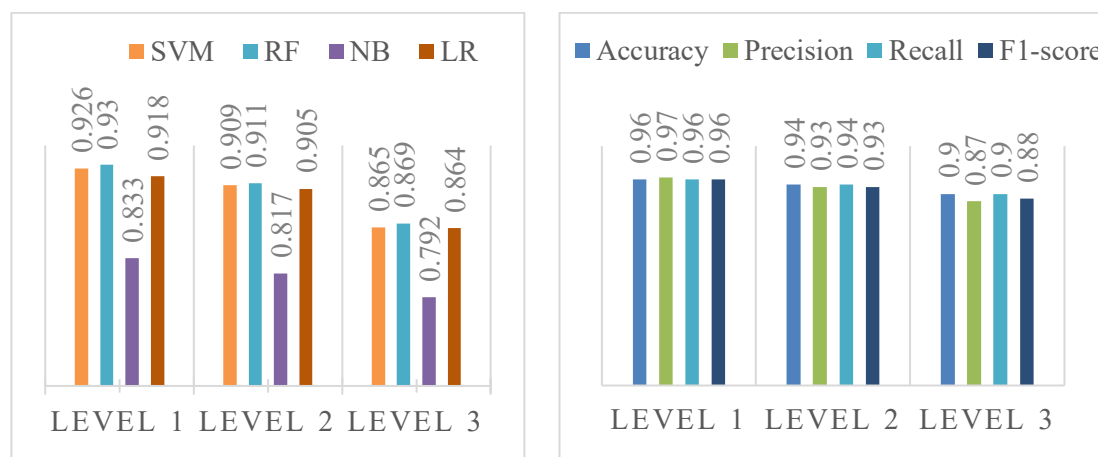 SVM RF NB LR
0.926 0.93 0.833 0.918 0.909 0.911 0.817 0.905 0.865 0.869 0.792 0.864
LEVEL 1 LEVEL 2 LEVEL 3
Accuracy Precision Recall F1-score
0.96 0.97 0.96 0.96 0.94 0.93 0.94 0.93 0.9 0.87 0.9 0.88
LEVEL 1 LEVEL 2 LEVEL 3